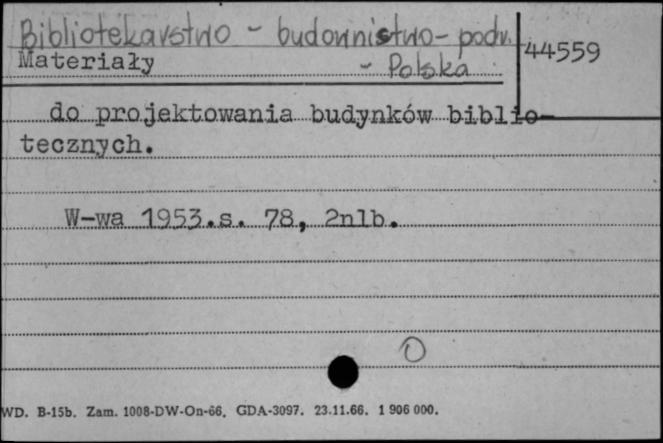 Bibliotekarstwo - budownictwo - podr.
44559
Materiały - Polska
do projektowania budynków biblio-
tecznych.
W-wa 1953.s. 78, 2nlb.
WD. B-15b. Zam. 1008-DW-On-66. GDA-3097. 23.11.66. 1 906 000.